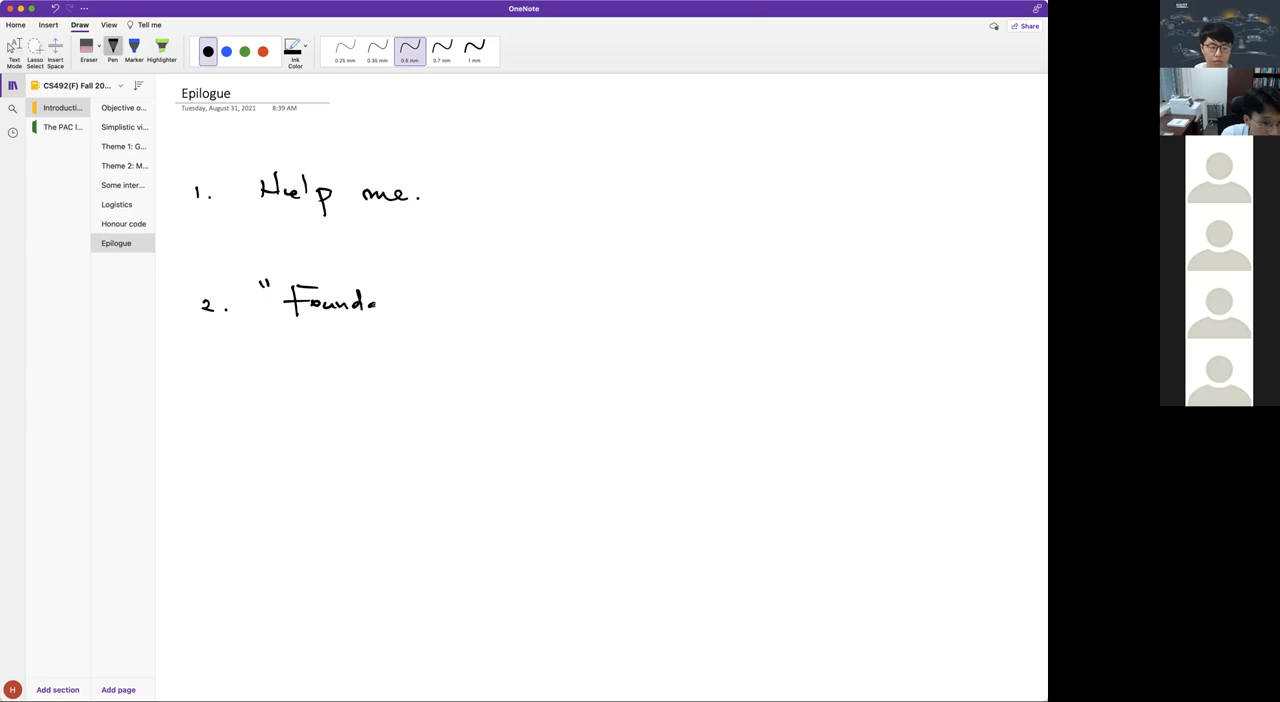 OneNote
Home Insert Draw View Tell me
Share
Text Mode
Lasso Select
Insert Space
Eraser
Pen
Marker
Highlighter
Ink Color
0.25 mm
0.35 mm
0.5 mm
0.7 mm
1 mm
CS492(F) Fall 20...
Introducti...
The PAC l...
Objective o...
Simplistic vi...
Theme 1: G...
Theme 2: M...
Some inter...
Logistics
Honour code
Epilogue
Epilogue
Tuesday, August 31, 2021 8:39 AM
1. Help me.
2. "Founda
H
Add section
Add page
KAIST